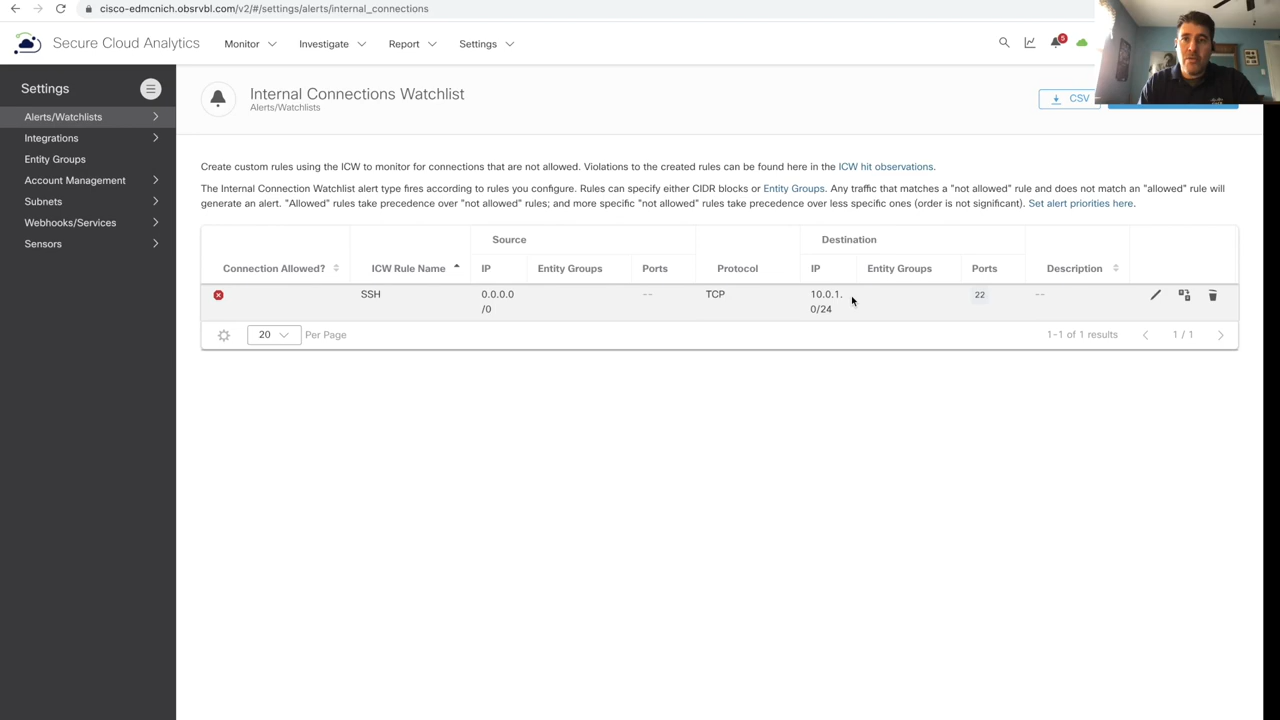 cisco-edmcnich.obsrvbl.com/v2/#/settings/alerts/internal_connections
Secure Cloud Analytics
Monitor
Investigate
Report
Settings
5
Settings
Alerts/Watchlists
Integrations
Entity Groups
Account Management
Subnets
Webhooks/Services
Sensors
Internal Connections Watchlist
Alerts/Watchlists
CSV
Create custom rules using the ICW to monitor for connections that are not allowed. Violations to the created rules can be found here in the ICW hit observations.
The Internal Connection Watchlist alert type fires according to rules you configure. Rules can specify either CIDR blocks or Entity Groups. Any traffic that matches a "not allowed" rule and does not match an "allowed" rule will
generate an alert. "Allowed" rules take precedence over "not allowed" rules; and more specific "not allowed" rules take precedence over less specific ones (order is not significant). Set alert priorities here.
Source Destination
Connection Allowed? ICW Rule Name IP Entity Groups Ports Protocol IP Entity Groups Ports Description
SSH 0.0.0.0 -- TCP 10.0.1. 22 --
/0 0/24
20 Per Page 1-1 of 1 results 1 / 1